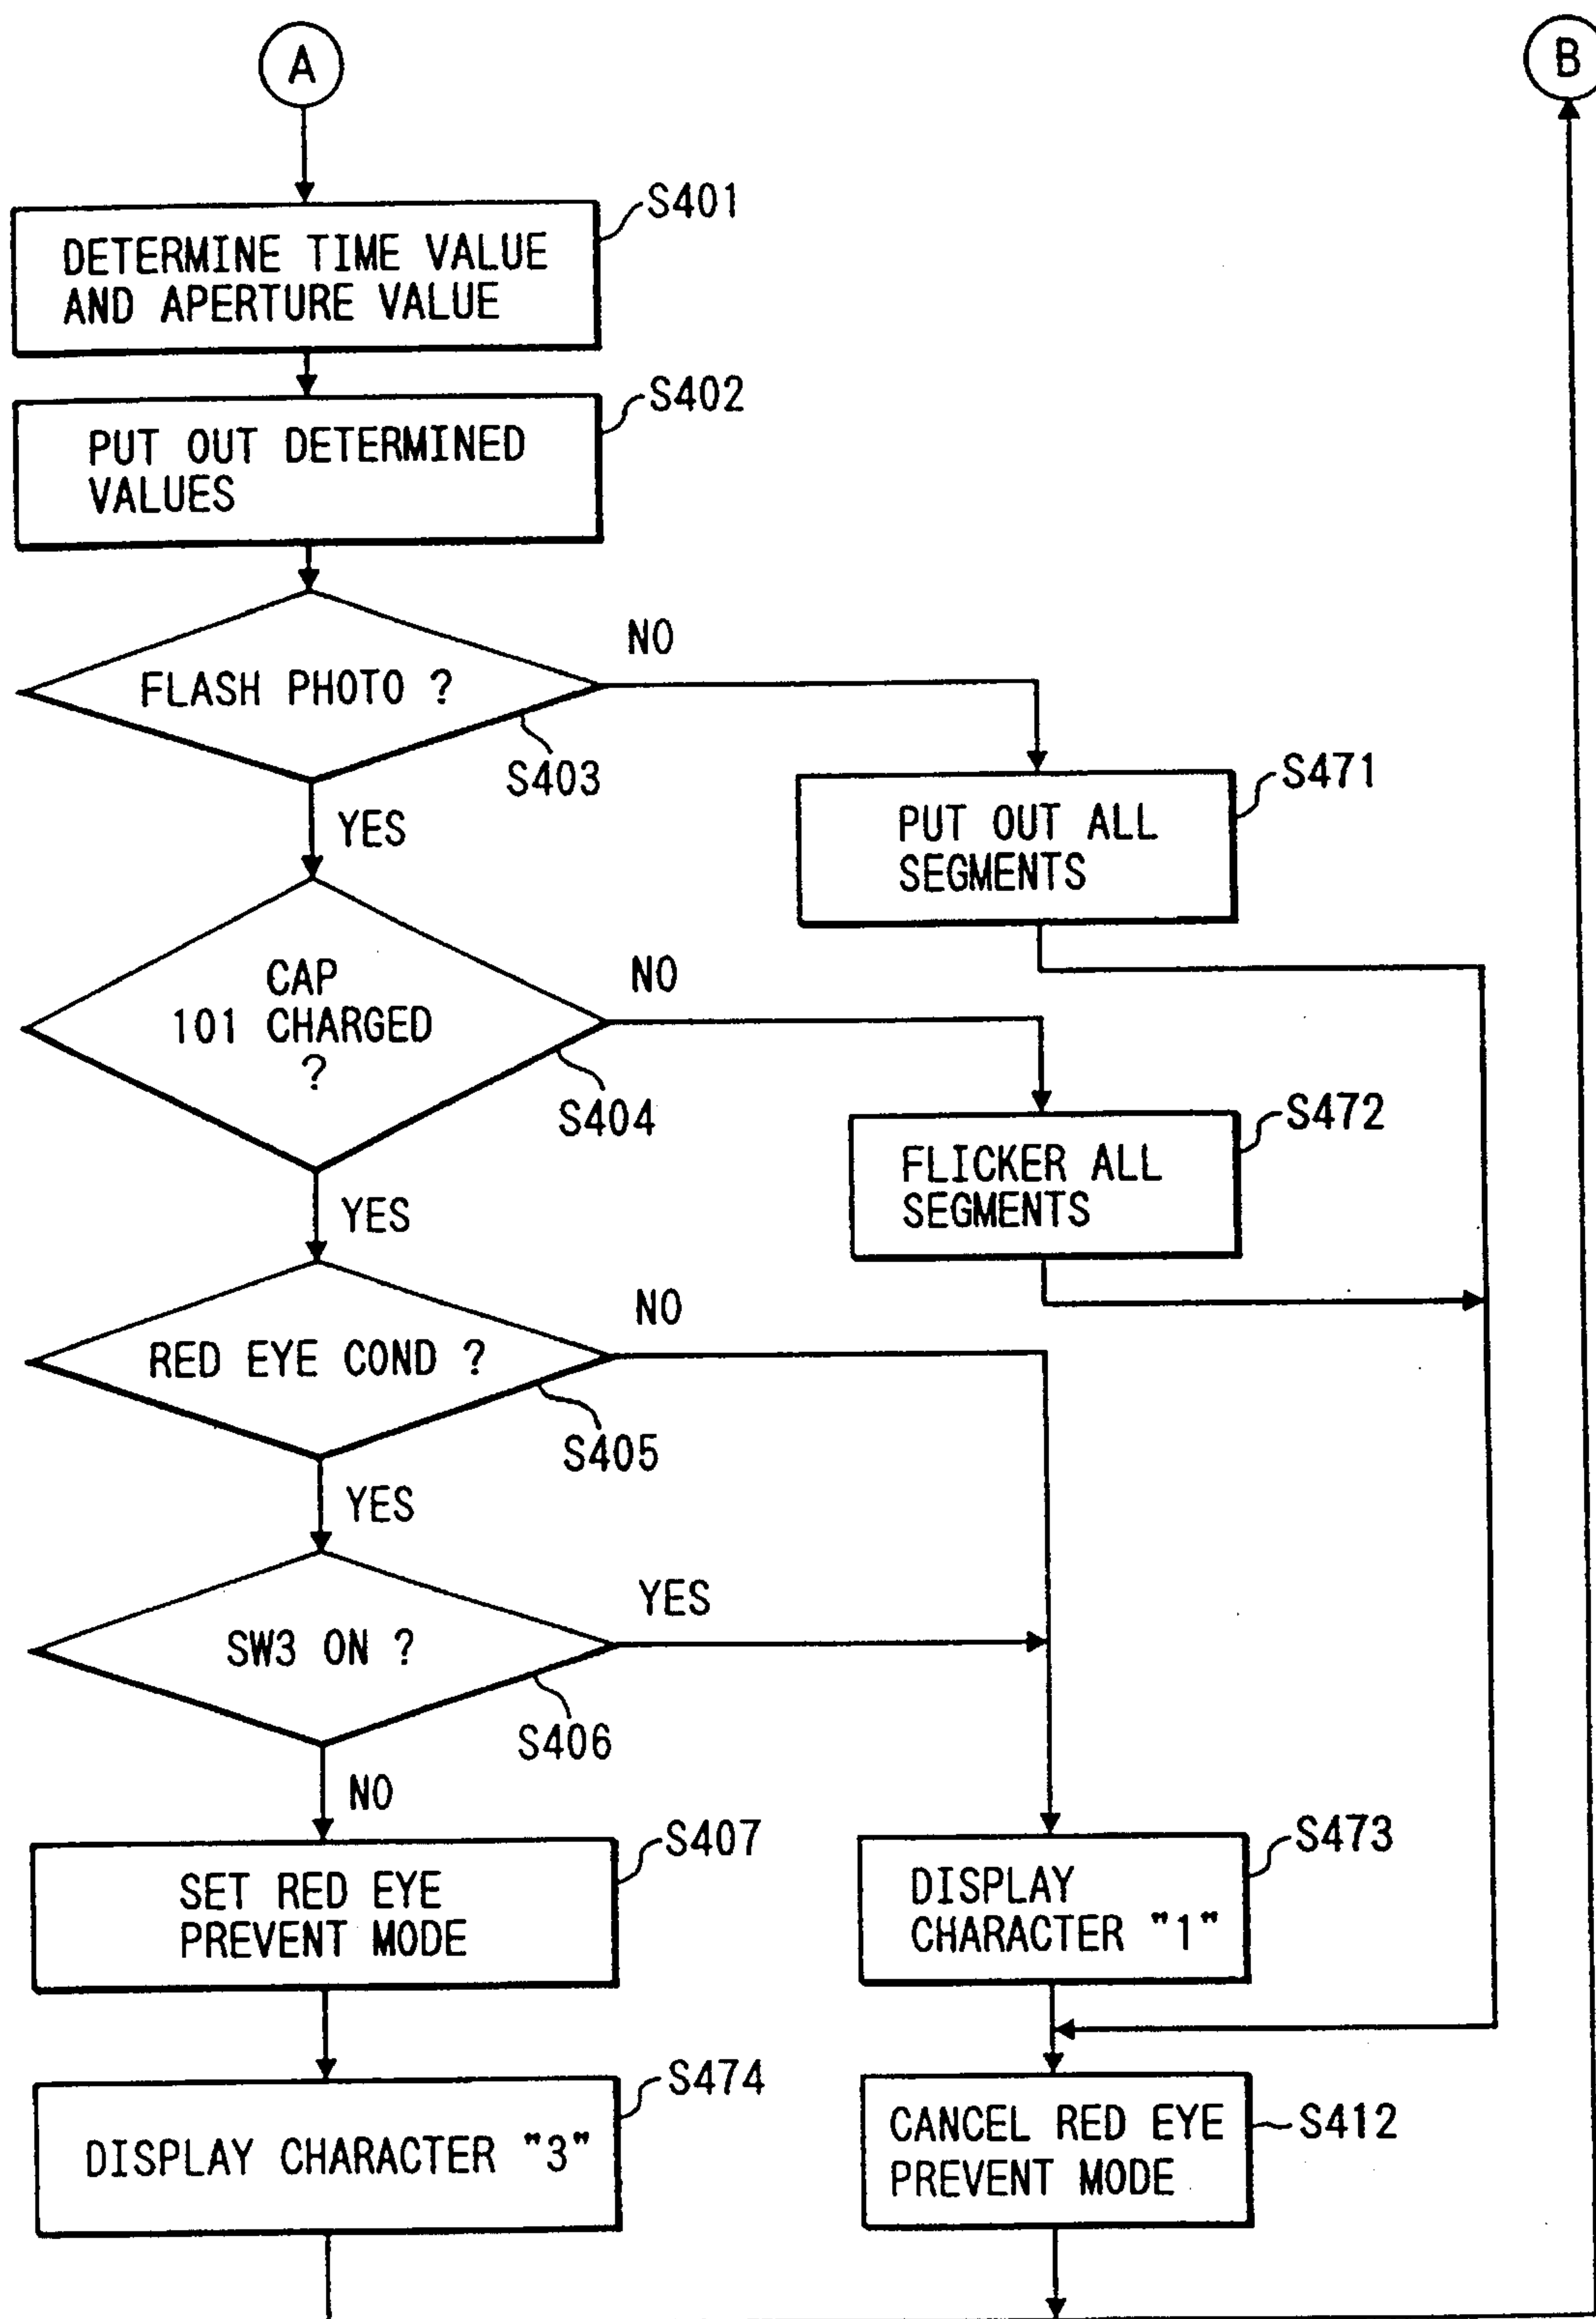 A
B
S401
DETERMINE TIME VALUE
AND APERTURE VALUE
S402
PUT OUT DETERMINED
VALUES
NO
FLASH PHOTO ?
S403
YES
S471
PUT OUT ALL
SEGMENTS
CAP
101 CHARGED
?
NO
S404
YES
S472
FLICKER ALL
SEGMENTS
NO
RED EYE COND ?
S405
YES
YES
SW3 ON ?
S406
NO
S407
SET RED EYE
PREVENT MODE
S473
DISPLAY
CHARACTER "1"
S474
DISPLAY CHARACTER "3"
S412
CANCEL RED EYE
PREVENT MODE